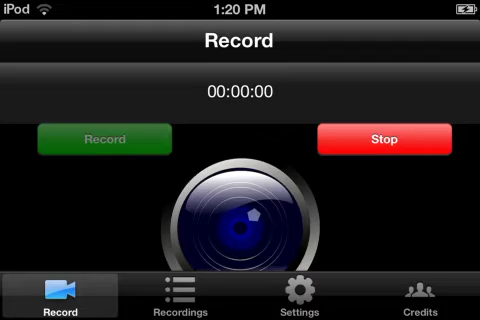 iPod 1:20 PM
Record
00:00:00
Record Stop
Record Recordings Settings Credits